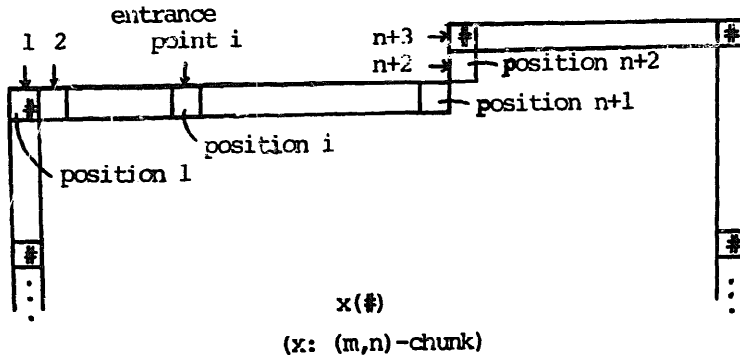 entrance
1 2 point i n+3 # #
n+2 position n+2
# position n+1
position i
position 1
# #
x(#)
(x: (m,n)-chunk)